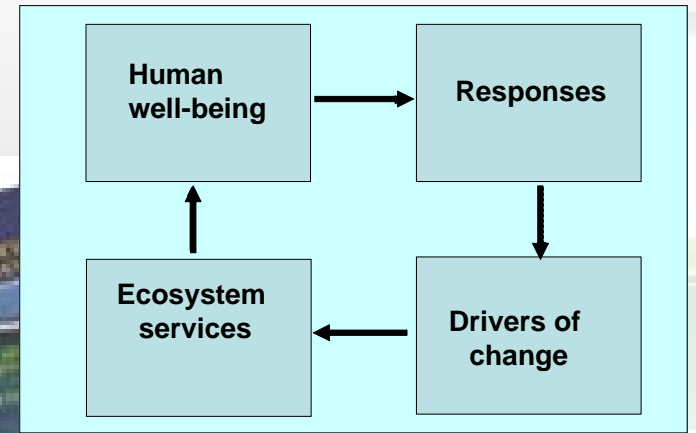 Human
well-being
Responses
Ecosystem
services
Drivers of
change